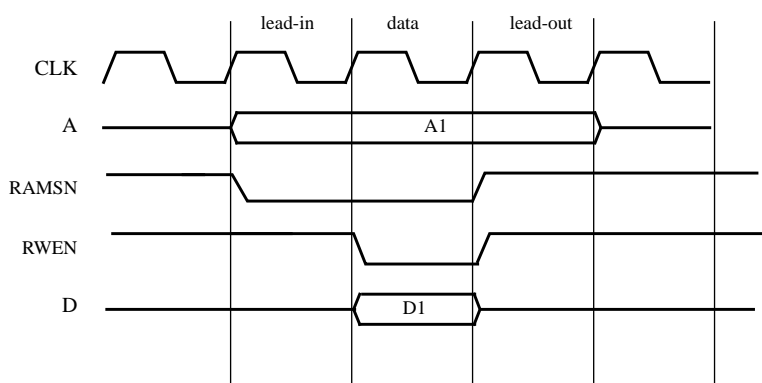 lead-in data lead-out
CLK
A A1
RAMSN
RWEN
D D1